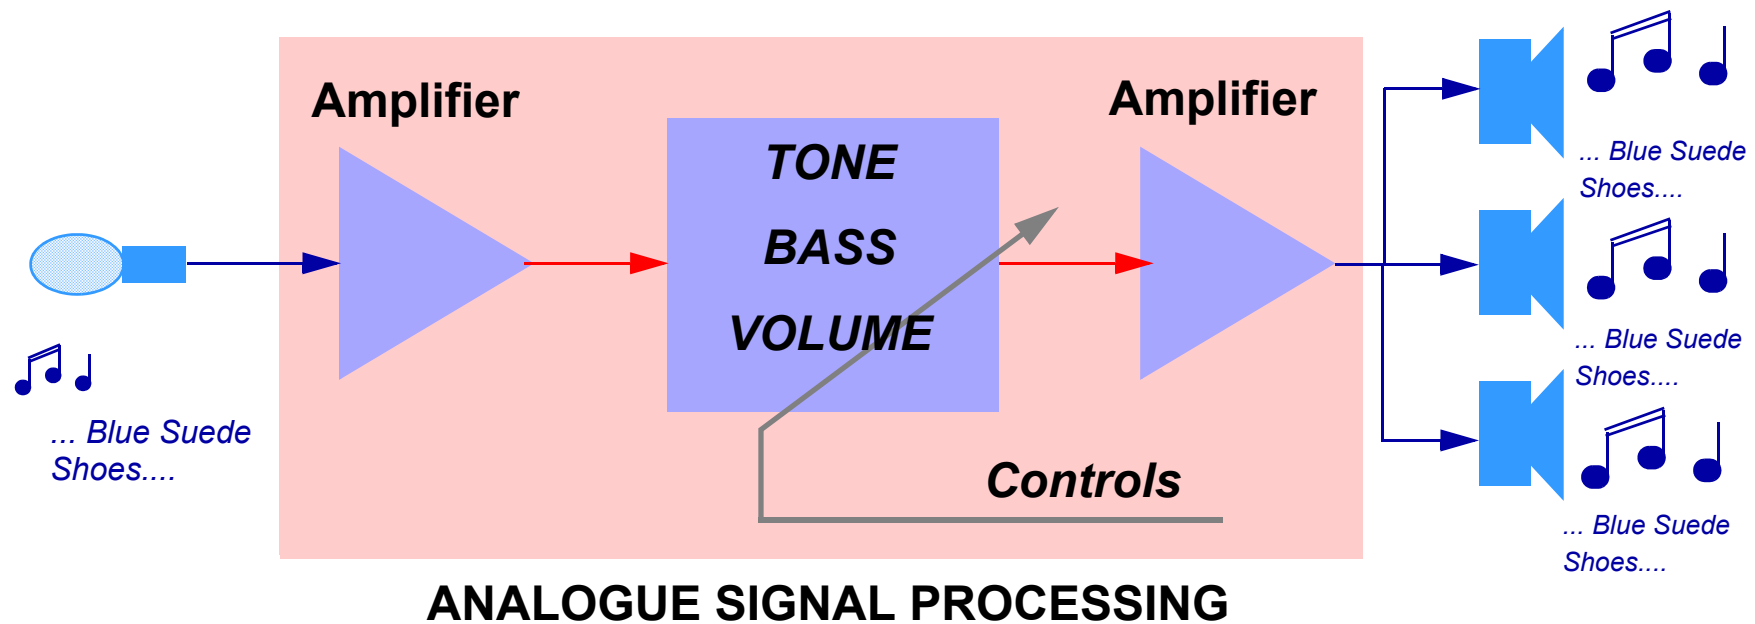 Amplifier
TONE
BASS
VOLUME
Amplifier
Controls
... Blue Suede
Shoes....
... Blue Suede
Shoes....
... Blue Suede
Shoes....
... Blue Suede
Shoes....
ANALOGUE SIGNAL PROCESSING